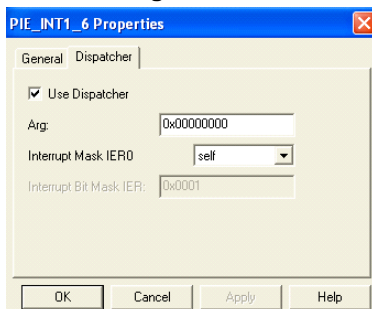 PIE_INT1_6 Properties
General Dispatcher
Use Dispatcher
Arg: 0x00000000
Interrupt Mask IER0 self
Interrupt Bit Mask IER: 0x0001
OK Cancel Apply Help